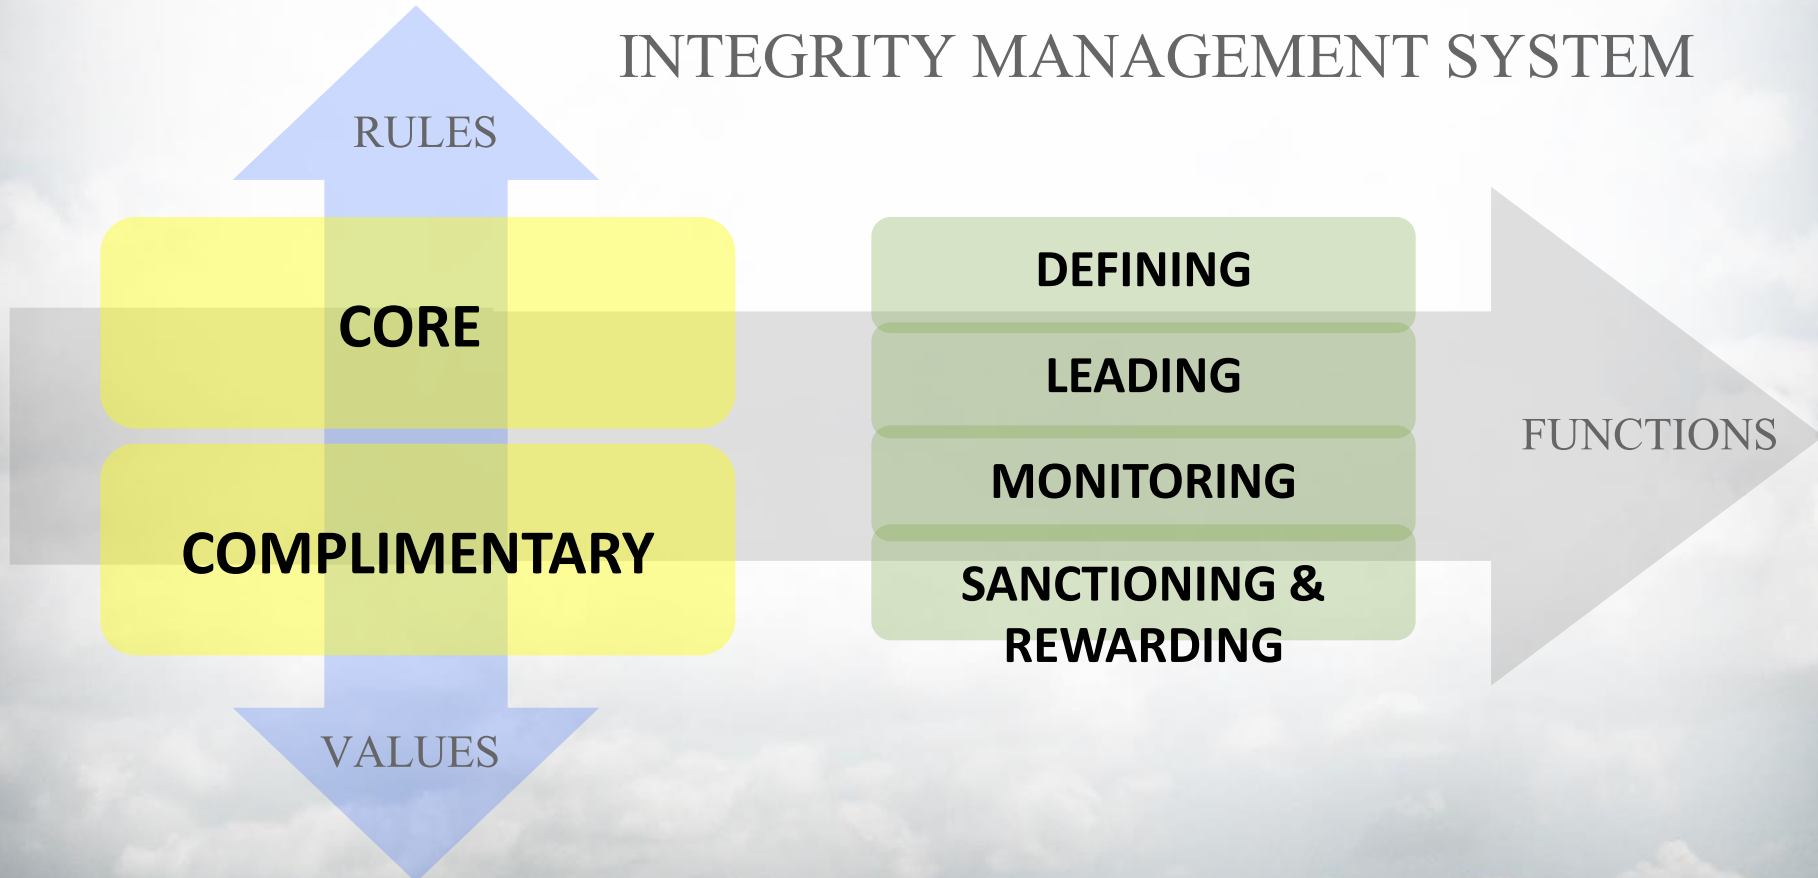 INTEGRITY MANAGEMENT SYSTEM
RULES
CORE
COMPLIMENTARY
VALUES
DEFINING
LEADING
MONITORING
SANCTIONING &
REWARDING
FUNCTIONS